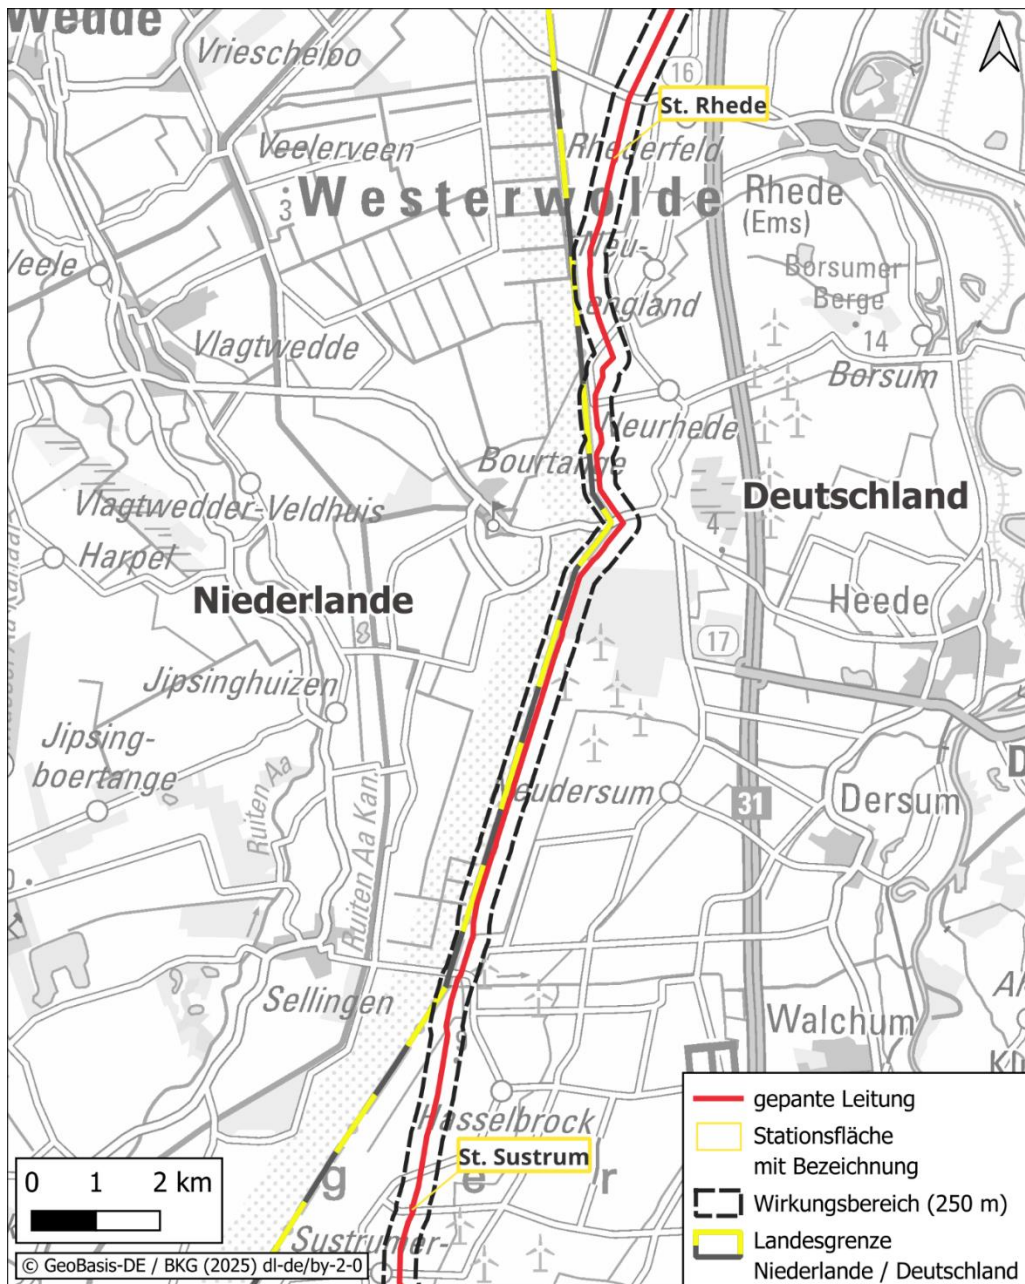 Wedde
Vriescheloo
16
St. Rhede
Veelerveen
Rhederfeld
3
Westerwolde
Rhede
(Ems)
Neu-
Veele
Borsumer
Berge
england
14
Vlagtwedde
Borsum
Neurhede
Bourtange
Deutschland
Vlagtwedder-Veldhuis
4
Harpel
Niederlande
Heede
17
Jipsinghuizen
Jipsing-
boertange
Ruiten Aa
Ruiten Aa Kan.
Neudersum
31
Dersum
D
Sellingen
Walchum
Hasselbrock
St. Sustrum
g e r
Sustrumer-
0 1 2 km
© GeoBasis-DE / BKG (2025) dl-de/by-2-0
gepante Leitung
Stationsfläche
mit Bezeichnung
Wirkungsbereich (250 m)
Landesgrenze
Niederlande / Deutschland